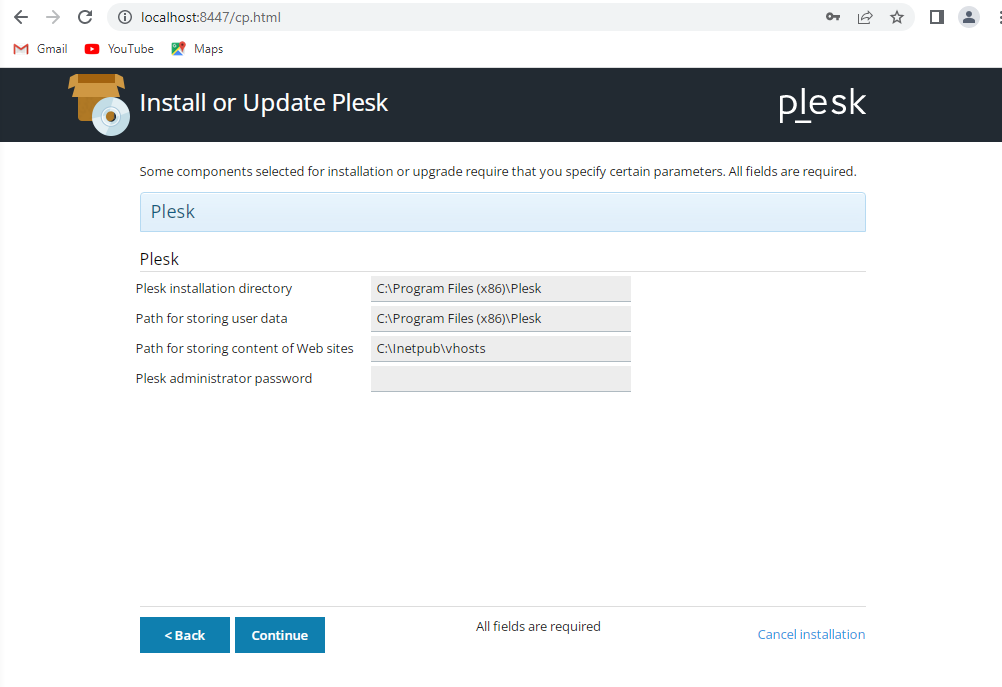 localhost:8447/cp.html
Gmail YouTube Maps
Install or Update Plesk plesk
Some components selected for installation or upgrade require that you specify certain parameters. All fields are required.
Plesk
Plesk
Plesk installation directory C:\Program Files (x86)\Plesk
Path for storing user data C:\Program Files (x86)\Plesk
Path for storing content of Web sites C:\Inetpub\vhosts
Plesk administrator password
< Back Continue All fields are required Cancel installation